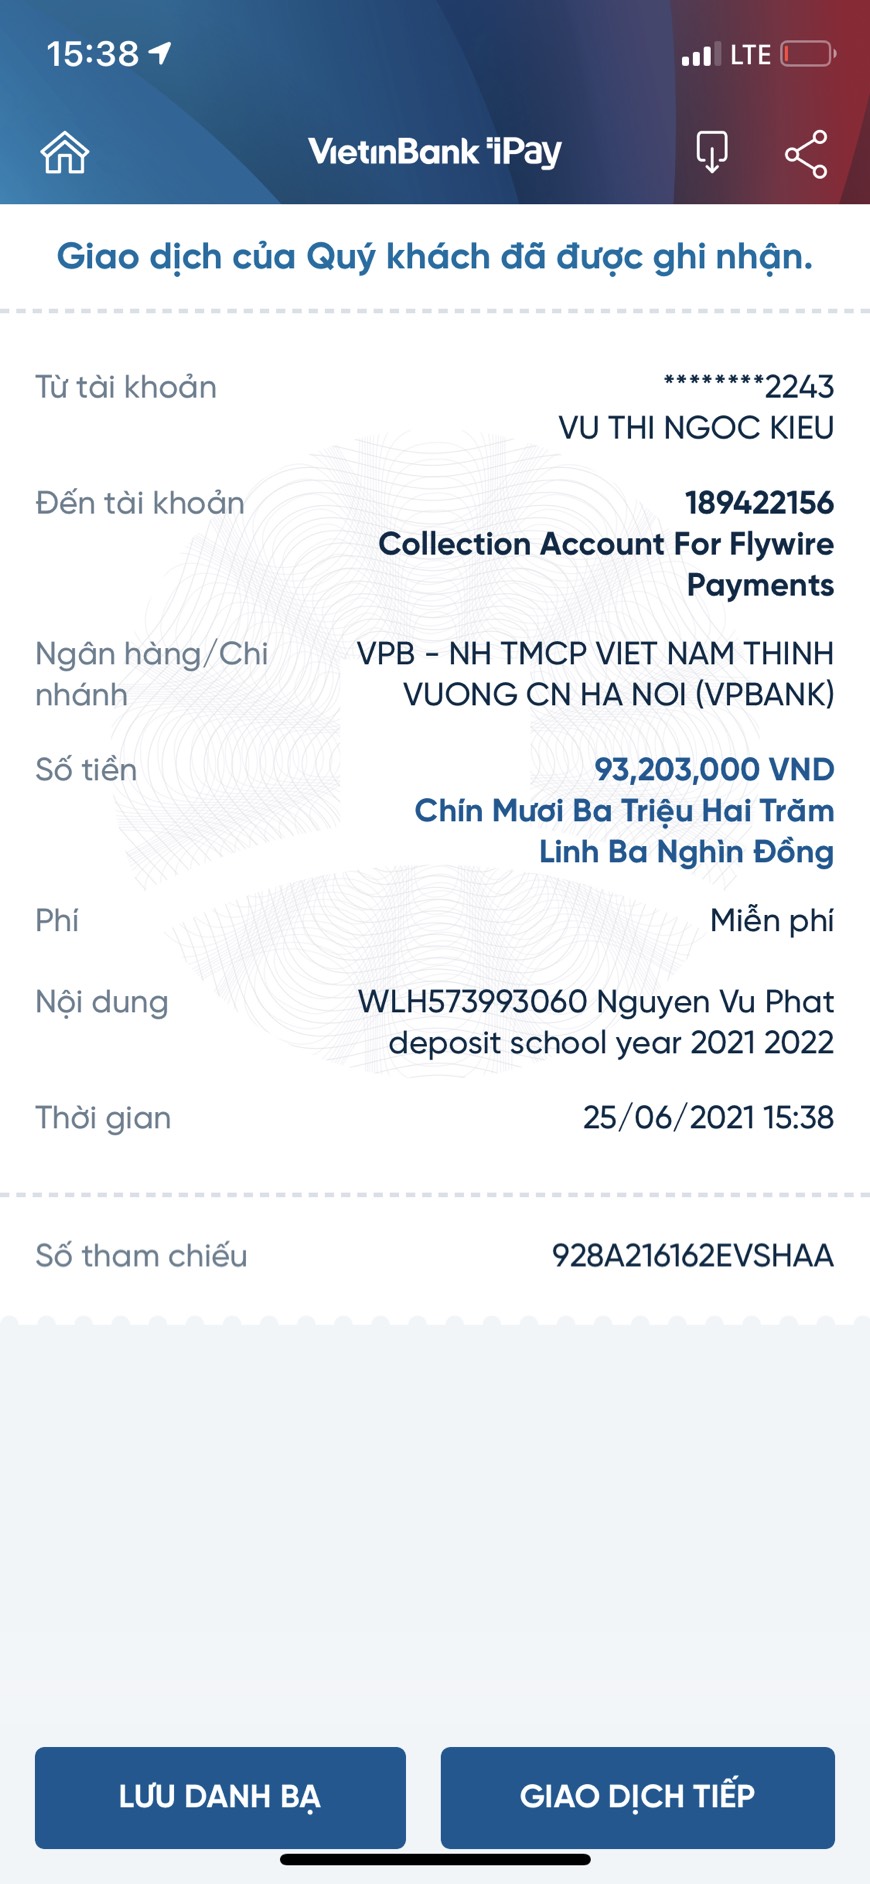 15:38
LTE
VietinBank iPay
Giao dịch của Quý khách đã được ghi nhận.
Từ tài khoản
********2243
VU THI NGOC KIEU
Đến tài khoản
189422156
Collection Account For Flywire
Payments
Ngân hàng/Chi
nhánh
VPB - NH TMCP VIET NAM THINH
VUONG CN HA NOI (VPBANK)
Số tiền
93,203,000 VND
Chín Mươi Ba Triệu Hai Trăm
Linh Ba Nghìn Đồng
Phí
Miễn phí
Nội dung
WLH573993060 Nguyen Vu Phat
deposit school year 2021 2022
Thời gian
25/06/2021 15:38
Số tham chiếu
928A216162EVSHAA
LƯU DANH BẠ
GIAO DỊCH TIẾP